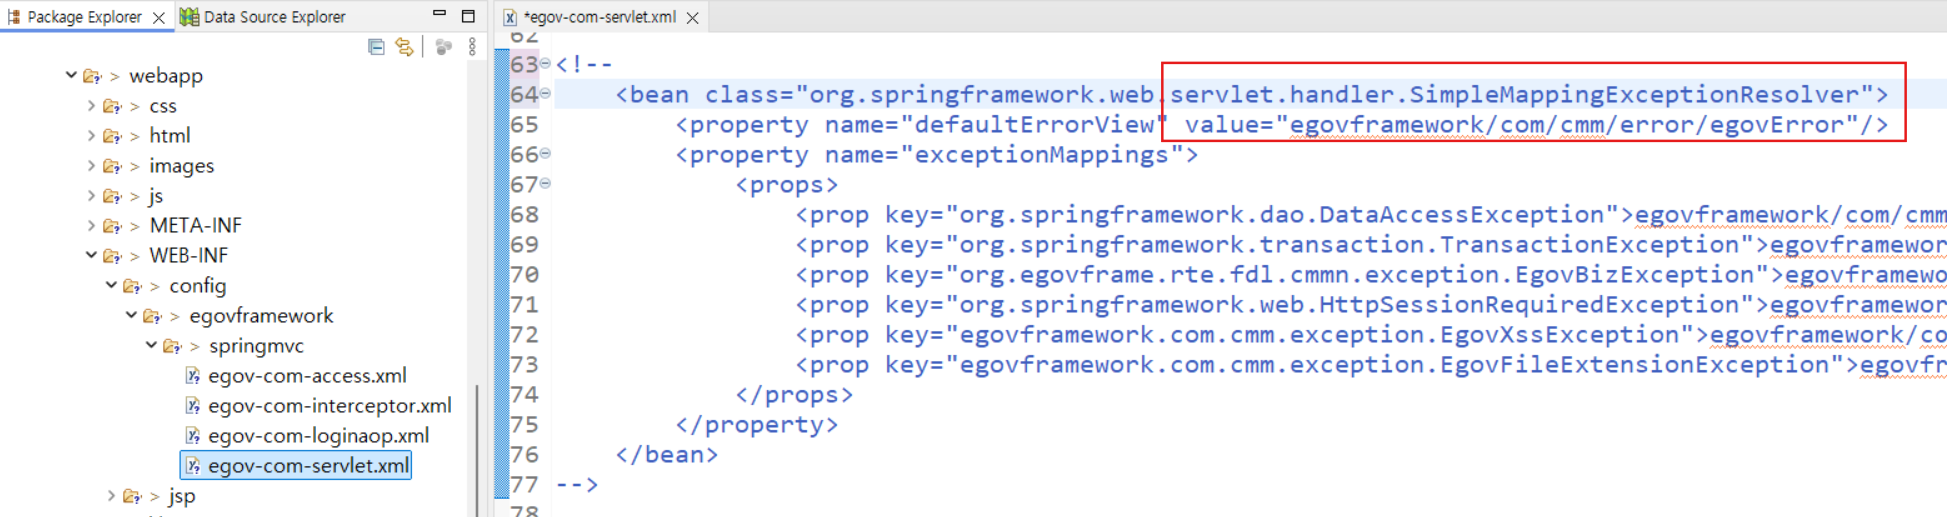 Package Explorer
Data Source Explorer
*egov-com-servlet.xml
> webapp
> css
> html
> images
> js
> META-INF
> WEB-INF
> config
> egovframework
> springmvc
egov-com-access.xml
egov-com-interceptor.xml
egov-com-loginaop.xml
egov-com-servlet.xml
> jsp
62
63 <!--
64 <bean class="org.springframework.web.servlet.handler.SimpleMappingExceptionResolver">
65 <property name="defaultErrorView" value="egovframework/com/cmm/error/egovError"/>
66 <property name="exceptionMappings">
67 <props>
68 <prop key="org.springframework.dao.DataAccessException">egovframework/com/cmm
69 <prop key="org.springframework.transaction.TransactionException">egovframewor
70 <prop key="org.egovframe.rte.fdl.cmmn.exception.EgovBizException">egovframewo
71 <prop key="org.springframework.web.HttpSessionRequiredException">egovframewor
72 <prop key="egovframework.com.cmm.exception.EgovXssException">egovframework/co
73 <prop key="egovframework.com.cmm.exception.EgovFileExtensionException">egovfr
74 </props>
75 </property>
76 </bean>
77 -->
78